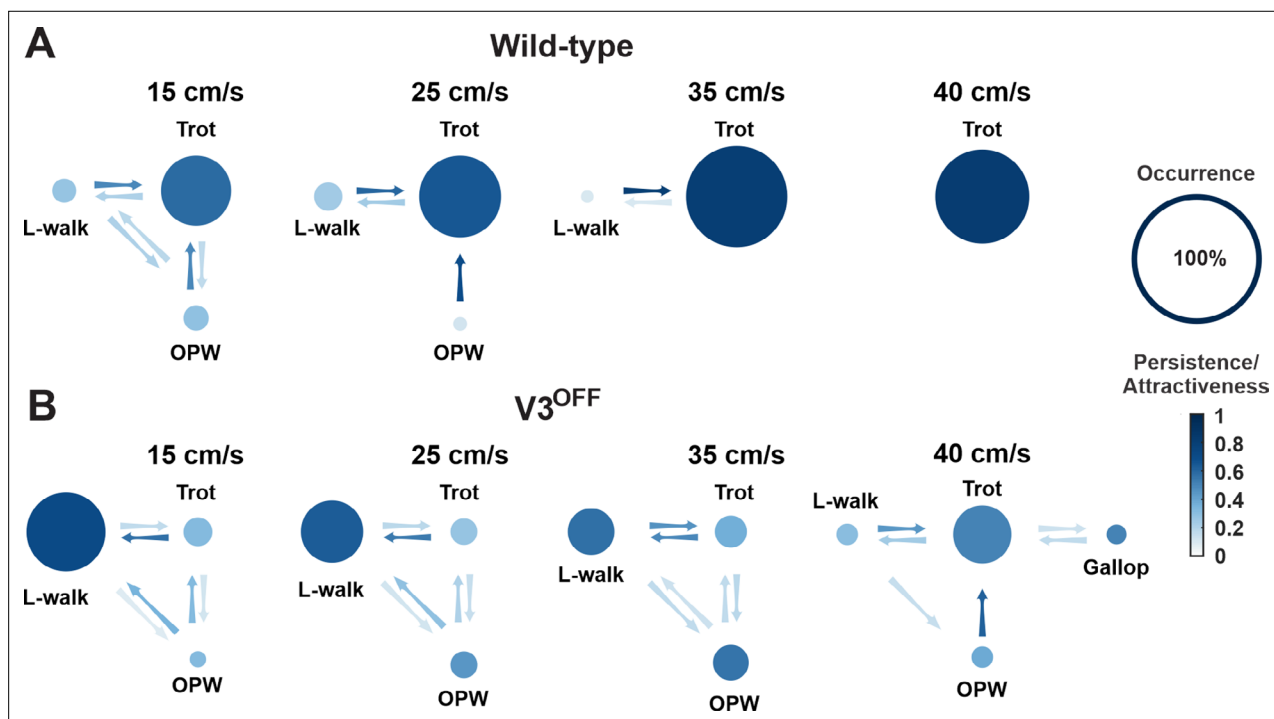 A
Wild-type
15 cm/s
25 cm/s
35 cm/s
40 cm/s
Trot
Trot
Trot
Trot
L-walk
L-walk
L-walk
OPW
OPW
Occurrence
100%
Persistence/
Attractiveness
1
0.8
0.6
0.4
0.2
0
B
V3OFF
15 cm/s
25 cm/s
35 cm/s
40 cm/s
Trot
Trot
Trot
Trot
L-walk
L-walk
L-walk
L-walk
Gallop
OPW
OPW
OPW
OPW